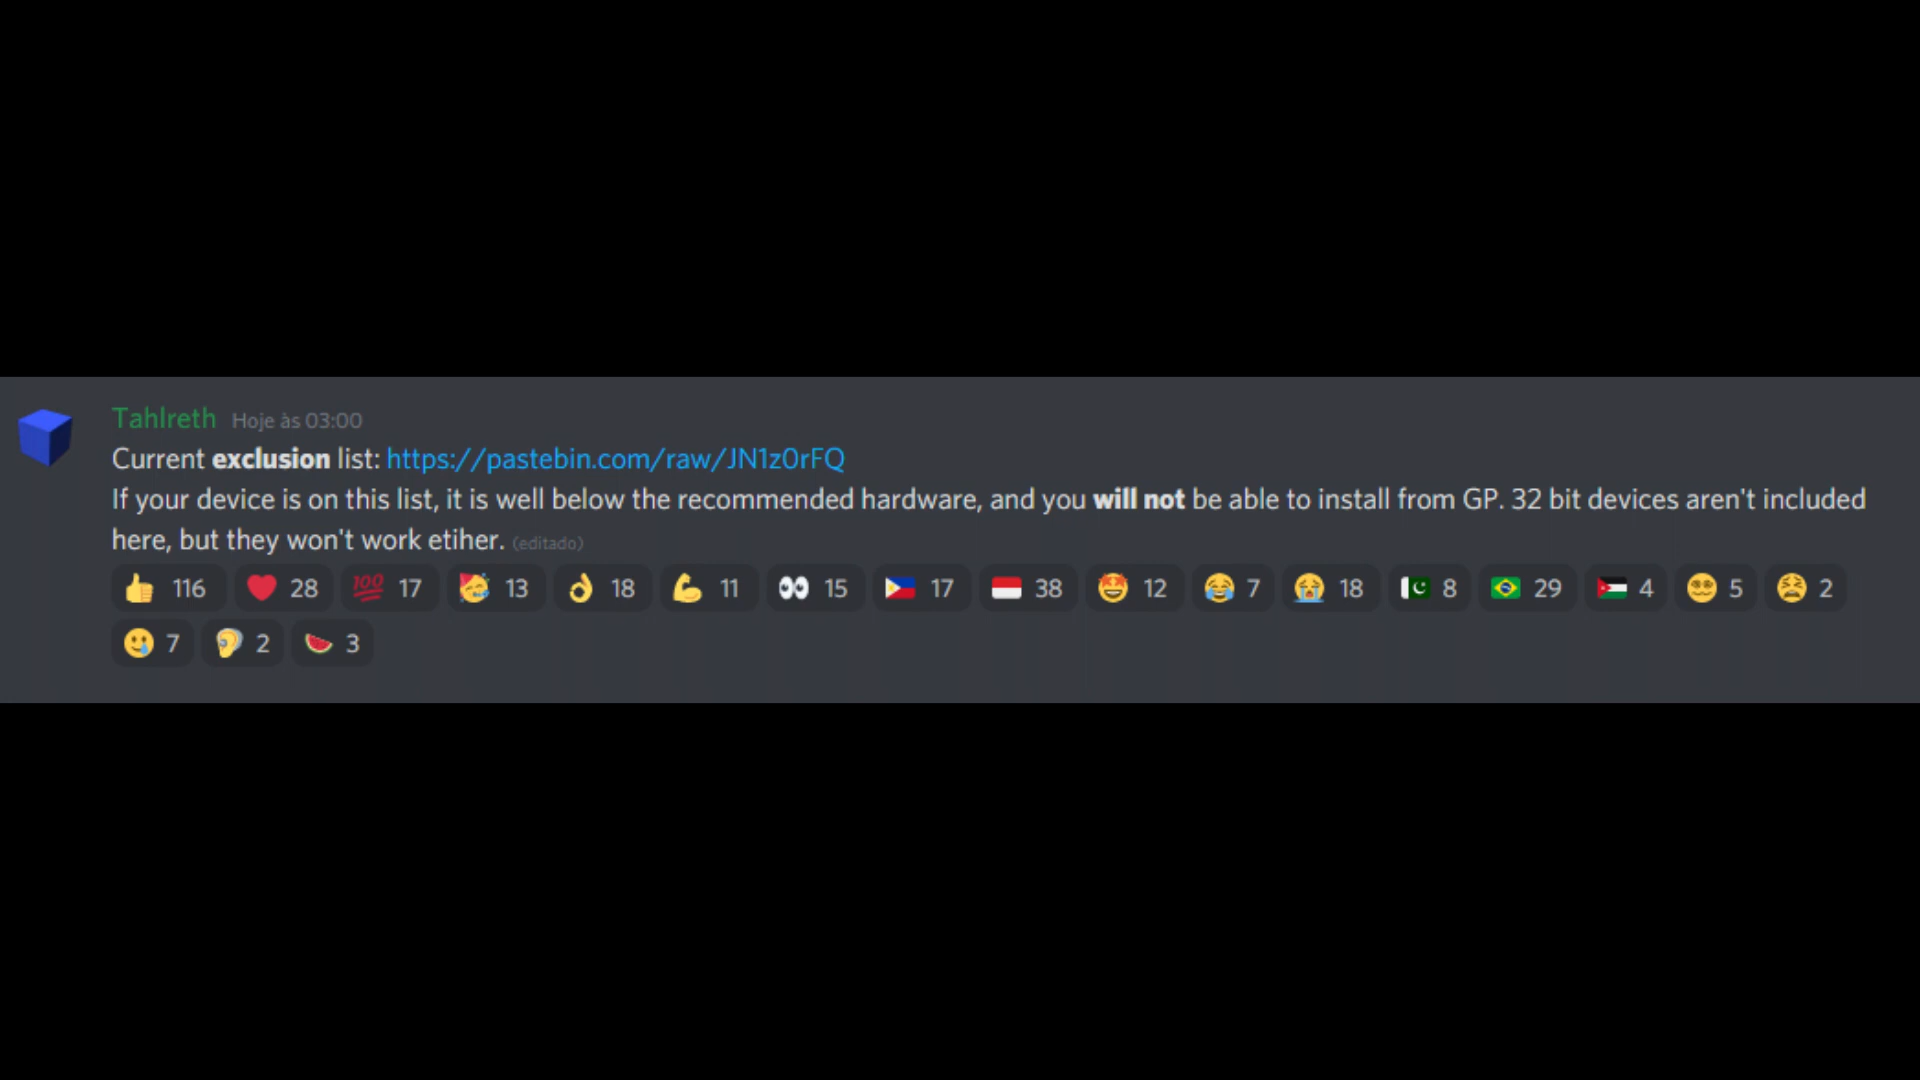 Tahlreth Hoje às 03:00
Current exclusion list: https://pastebin.com/raw/JN1z0rFQ
If your device is on this list, it is well below the recommended hardware, and you will not be able to install from GP. 32 bit devices aren't included
here, but they won't work etiher. (editado)
👍 116 ❤️ 28 💯 17 🥳 13 👌 18 💪 11 👀 15 🇵🇭 17 🇮🇩 38 🤩 12 😂 7 😭 18 🇵🇰 8 🇧🇷 29 🇯🇴 4 😵‍💫 5 😫 2
🥲 7 🦻 2 🍉 3